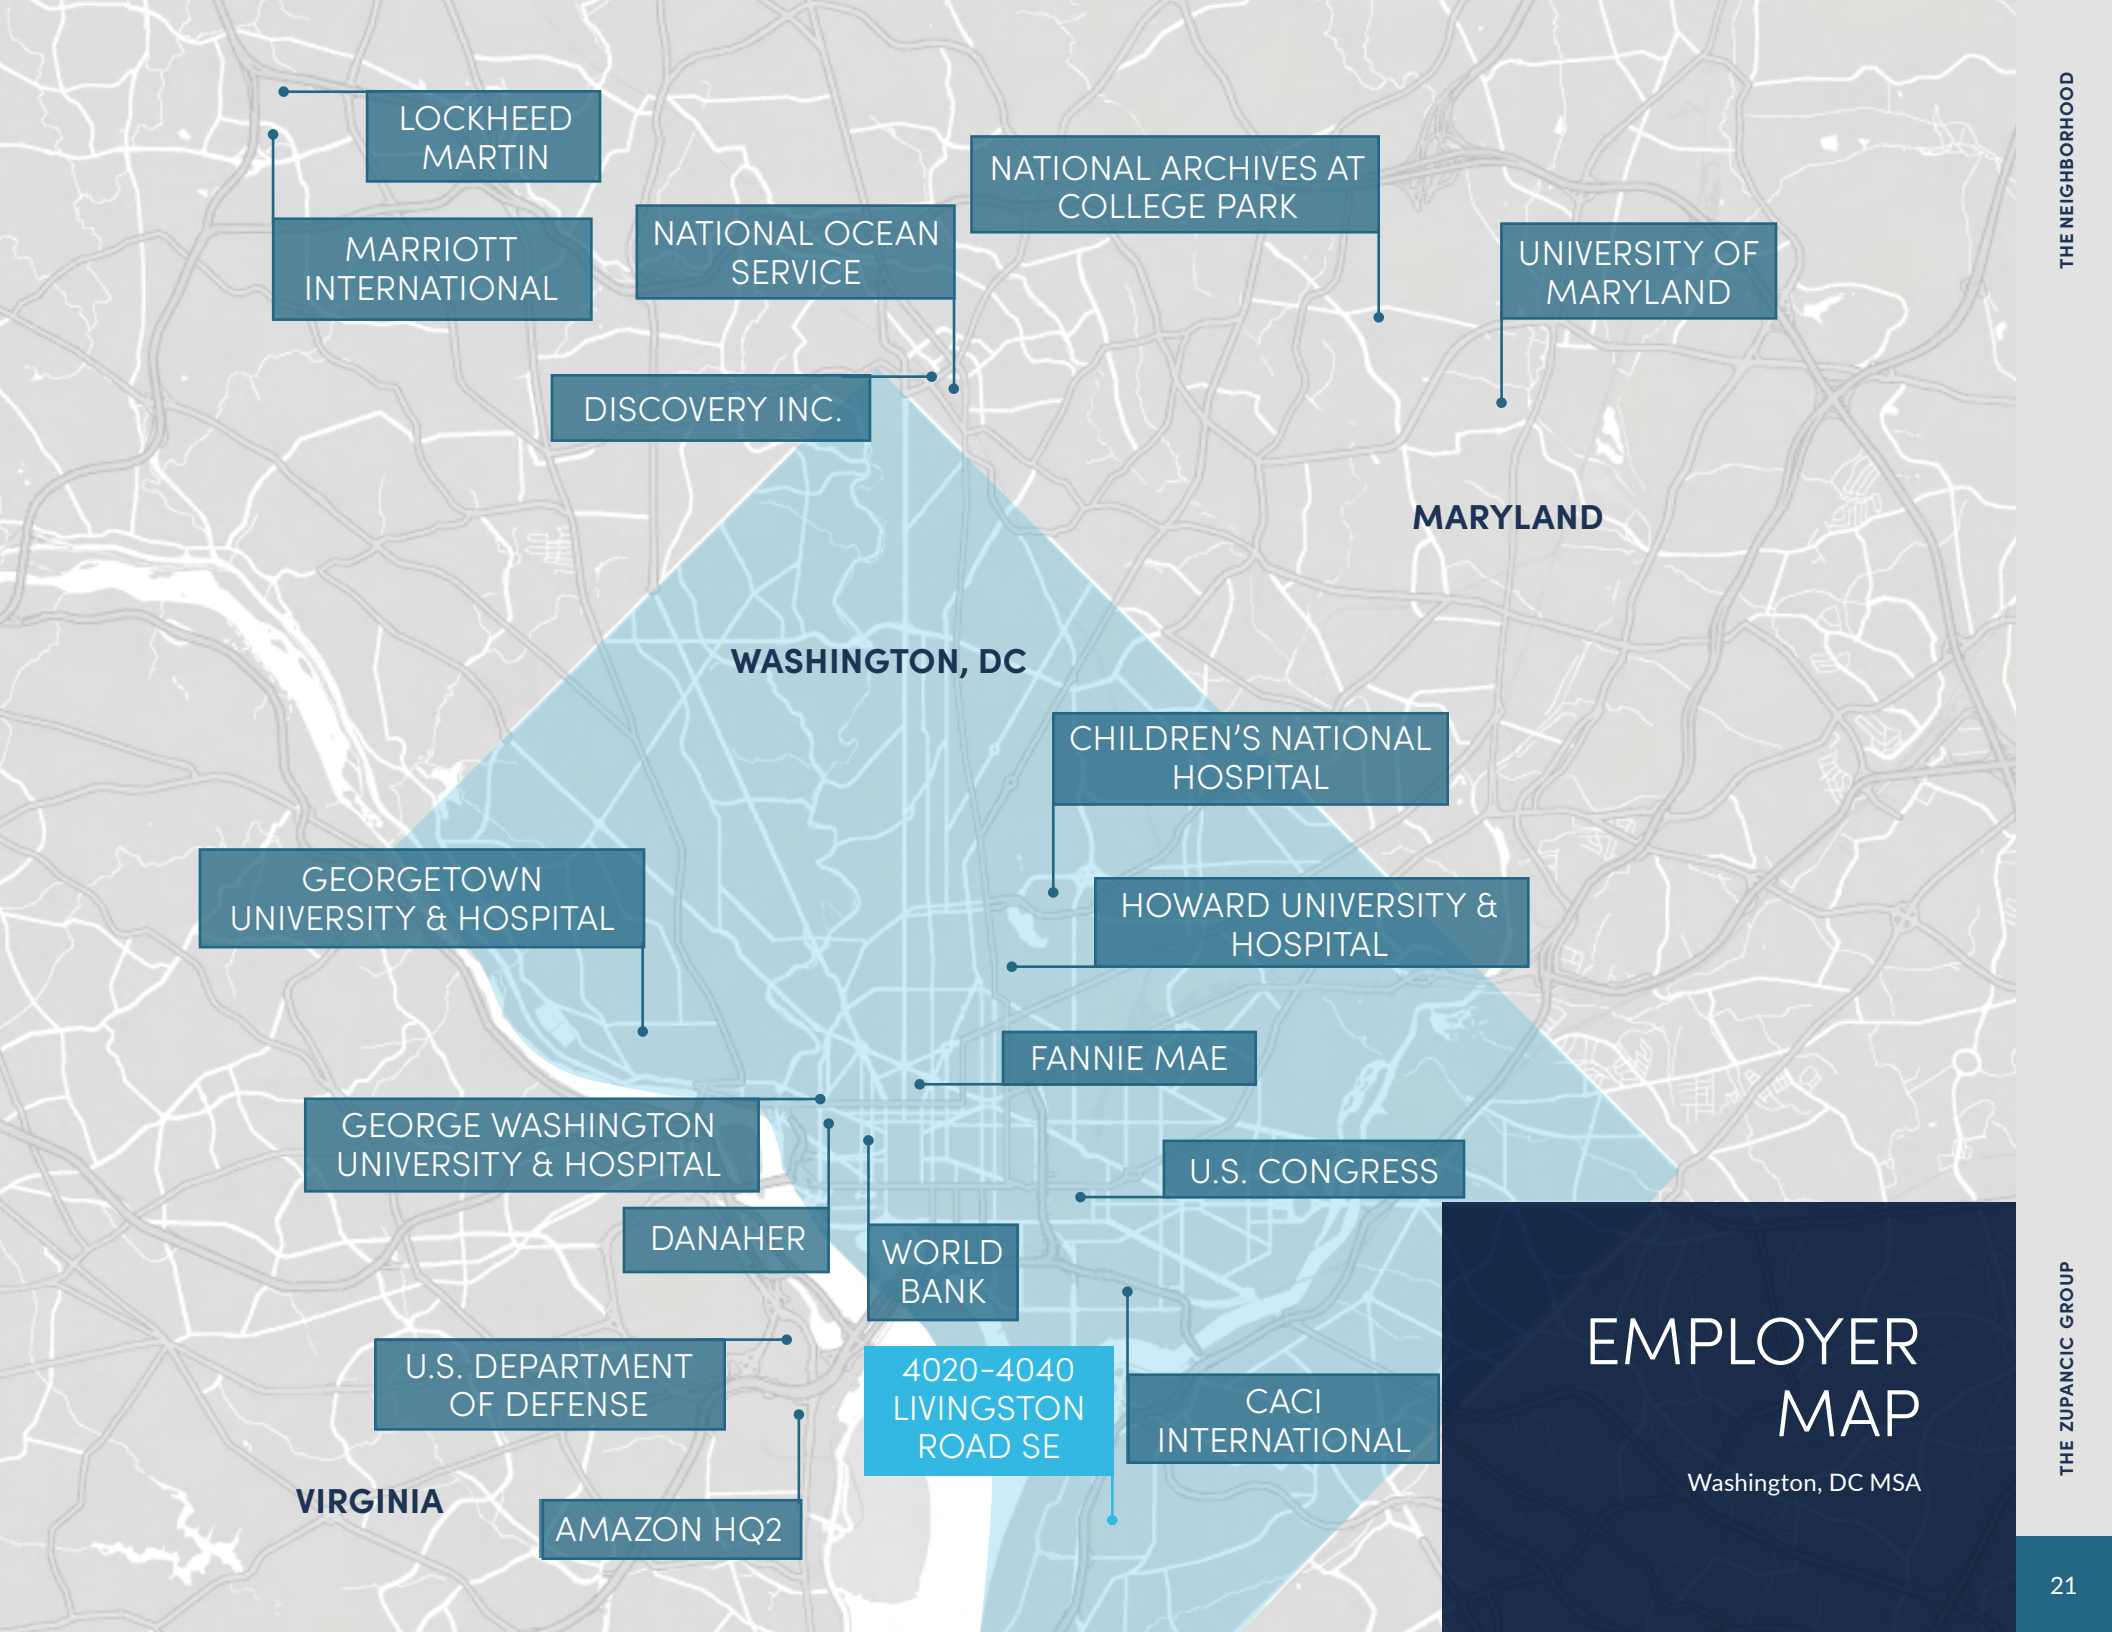 LOCKHEED
MARTIN
MARRIOTT
INTERNATIONAL
NATIONAL OCEAN
SERVICE
NATIONAL ARCHIVES AT
COLLEGE PARK
UNIVERSITY OF
MARYLAND
DISCOVERY INC.
MARYLAND
WASHINGTON, DC
CHILDREN'S NATIONAL
HOSPITAL
GEORGETOWN
UNIVERSITY & HOSPITAL
HOWARD UNIVERSITY &
HOSPITAL
FANNIE MAE
GEORGE WASHINGTON
UNIVERSITY & HOSPITAL
U.S. CONGRESS
DANAHER
WORLD
BANK
U.S. DEPARTMENT
OF DEFENSE
4020-4040
LIVINGSTON
ROAD SE
CACI
INTERNATIONAL
VIRGINIA
AMAZON HQ2
EMPLOYER
MAP
Washington, DC MSA
THE NEIGHBORHOOD
THE ZUPANCIC GROUP
21